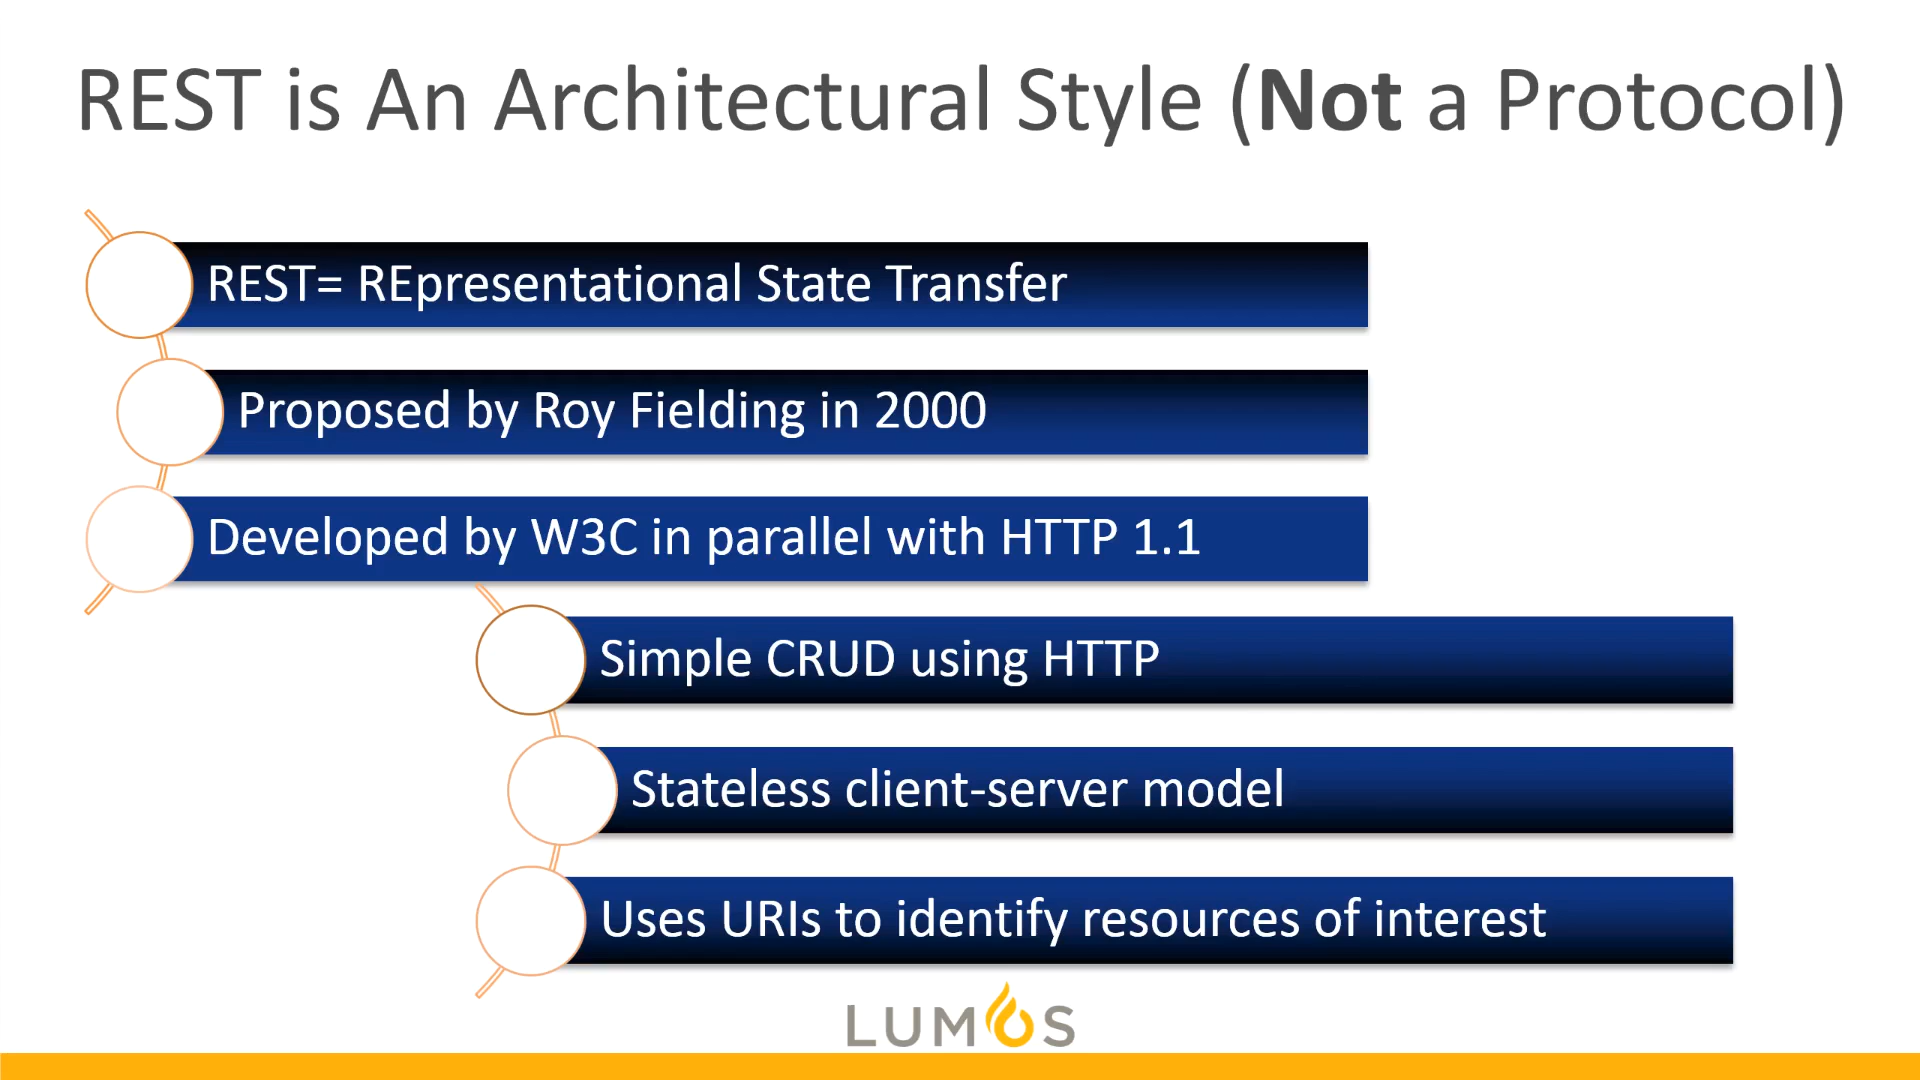 REST is An Architectural Style (Not a Protocol)
REST= REpresentational State Transfer
Proposed by Roy Fielding in 2000
Developed by W3C in parallel with HTTP 1.1
Simple CRUD using HTTP
Stateless client-server model
Uses URIs to identify resources of interest
LUMOS